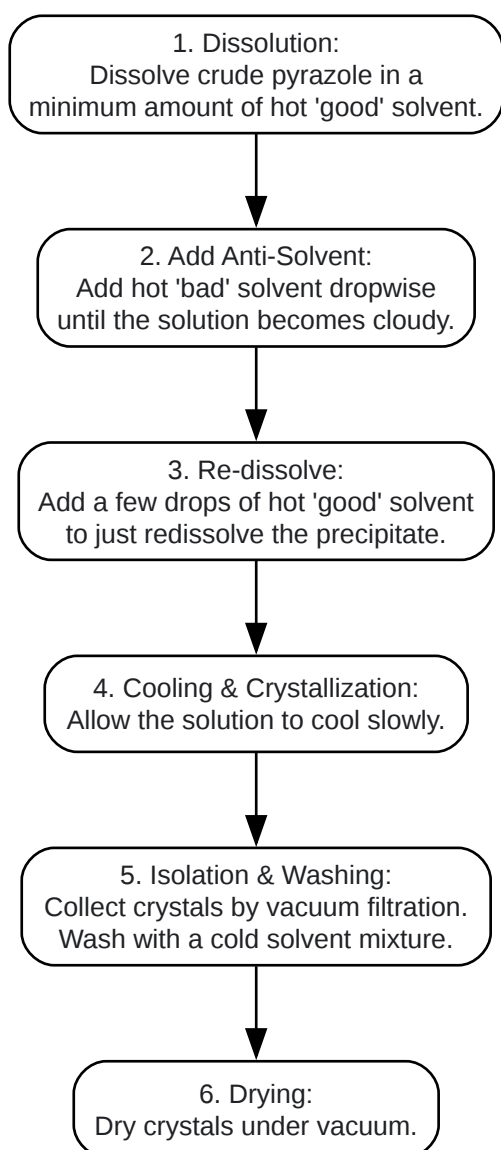 1. Dissolution:
Dissolve crude pyrazole in a
minimum amount of hot 'good' solvent.
2. Add Anti-Solvent:
Add hot 'bad' solvent dropwise
until the solution becomes cloudy.
3. Re-dissolve:
Add a few drops of hot 'good' solvent
to just redissolve the precipitate.
4. Cooling & Crystallization:
Allow the solution to cool slowly.
5. Isolation & Washing:
Collect crystals by vacuum filtration.
Wash with a cold solvent mixture.
6. Drying:
Dry crystals under vacuum.